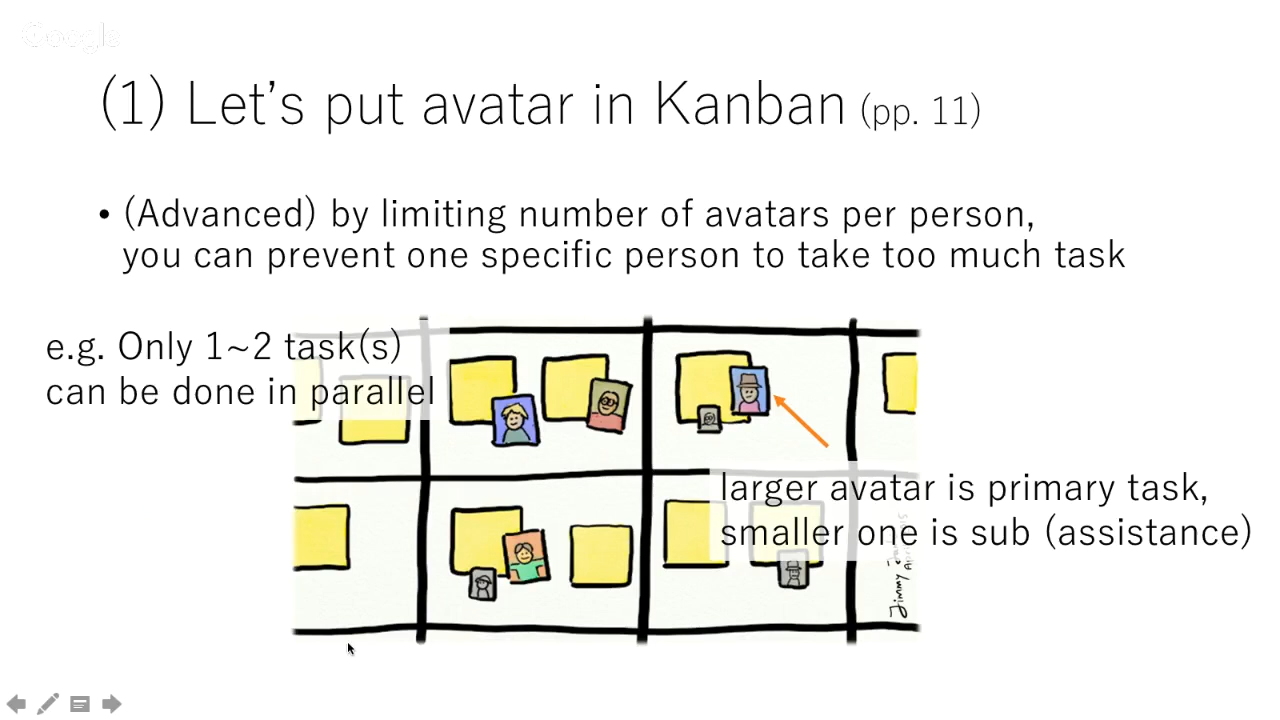 Google
(1) Let’s put avatar in Kanban (pp. 11)
• (Advanced) by limiting number of avatars per person,
you can prevent one specific person to take too much task
e.g. Only 1~2 task(s)
can be done in parallel
larger avatar is primary task,
smaller one is sub (assistance)
Jimmy